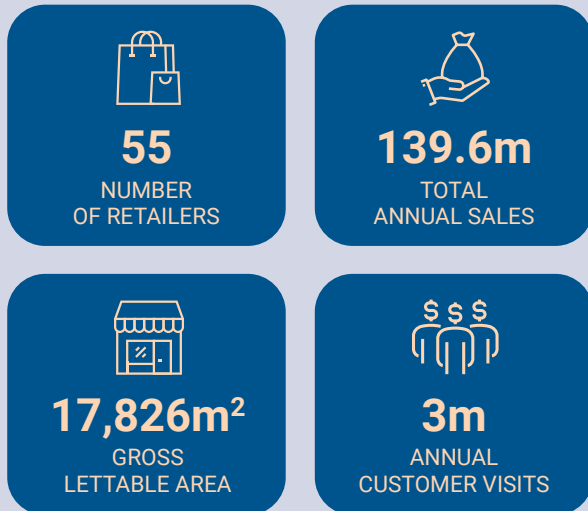 55
NUMBER
OF RETAILERS
139.6m
TOTAL
ANNUAL SALES
17,826m²
GROSS
LETTABLE AREA
$ $ $
3m
ANNUAL
CUSTOMER VISITS